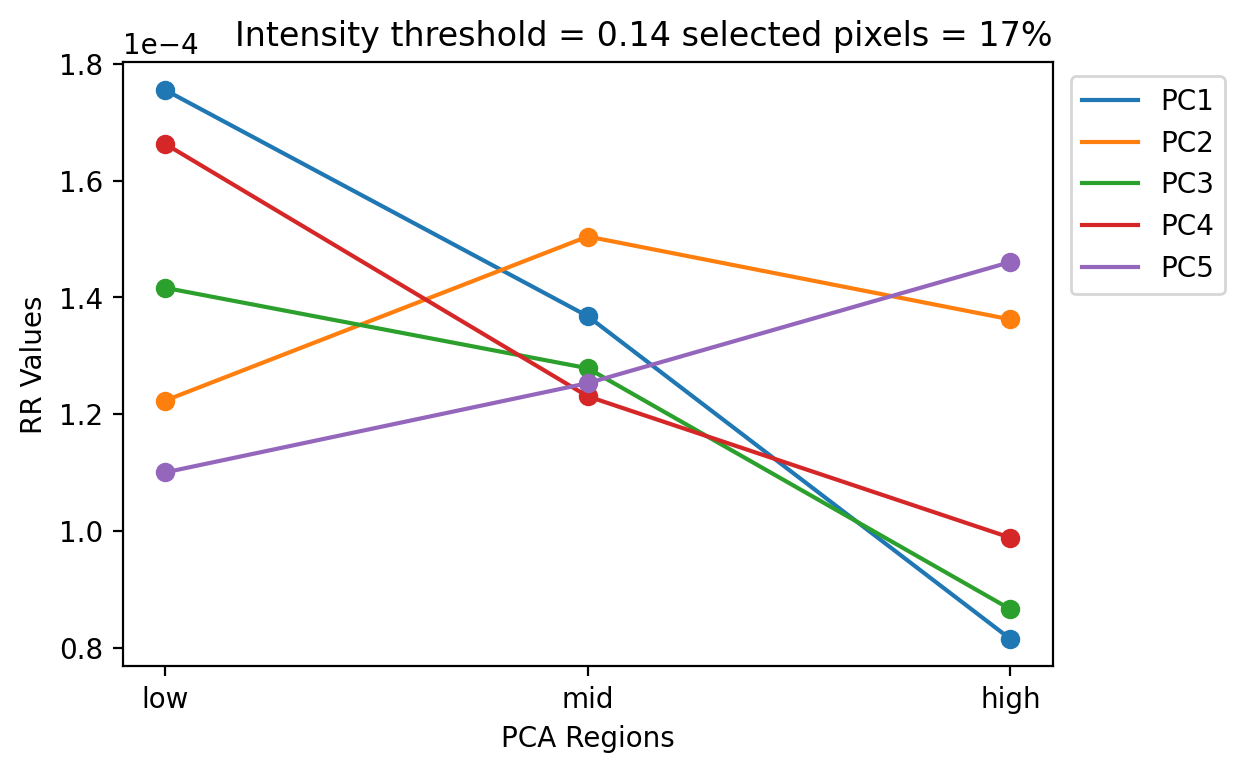 Intensity threshold = 0.14 selected pixels = 17%
1e−4
1.8
1.6
1.4
1.2
1.0
0.8
RR Values
low
mid
high
PCA Regions
PC1
PC2
PC3
PC4
PC5